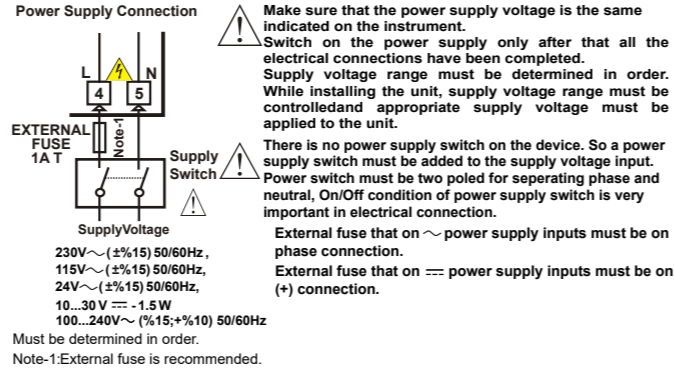 Power Supply Connection
L
N
4
5
EXTERNAL
FUSE
1A T
Note-1
Supply
Switch
SupplyVoltage
230V～(±%15) 50/60Hz,
115V～(±%15) 50/60Hz,
24V～(±%15) 50/60Hz,
10...30 V ⎓ - 1.5 W
100...240V～ (%15;+%10) 50/60Hz
Must be determined in order.
Note-1:External fuse is recommended.
Make sure that the power supply voltage is the same
indicated on the instrument.
Switch on the power supply only after that all the
electrical connections have been completed.
Supply voltage range must be determined in order.
While installing the unit, supply voltage range must be
controlledand appropriate supply voltage must be
applied to the unit.
There is no power supply switch on the device. So a power
supply switch must be added to the supply voltage input.
Power switch must be two poled for seperating phase and
neutral, On/Off condition of power supply switch is very
important in electrical connection.
External fuse that on ～ power supply inputs must be on
phase connection.
External fuse that on ⎓ power supply inputs must be on
(+) connection.